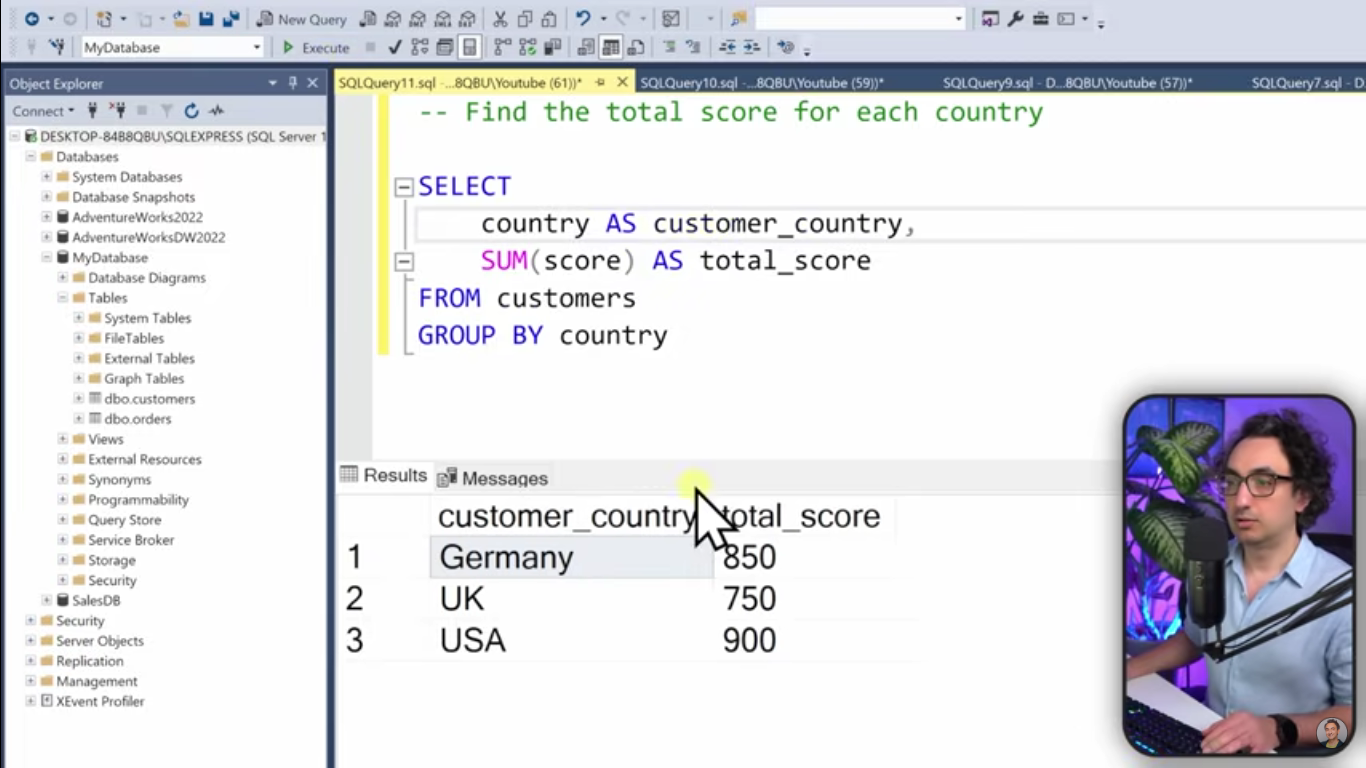 New Query
MyDatabase
Execute
Object Explorer
SQLQuery11.sql -...8QBU\Youtube (61))*
SQLQuery10.sql -...8QBU\Youtube (59))*
SQLQuery9.sql - D...8QBU\Youtube (57))*
SQLQuery7.sql - D
Connect
-- Find the total score for each country
DESKTOP-84B8QBU\SQLEXPRESS (SQL Server 1
Databases
System Databases
Database Snapshots
AdventureWorks2022
AdventureWorksDW2022
MyDatabase
Database Diagrams
Tables
System Tables
FileTables
External Tables
Graph Tables
dbo.customers
dbo.orders
Views
External Resources
Synonyms
Programmability
Query Store
Service Broker
Storage
Security
SalesDB
Security
Server Objects
Replication
Management
XEvent Profiler
SELECT
country AS customer_country,
SUM(score) AS total_score
FROM customers
GROUP BY country
Results
Messages
customer_country total_score
1 Germany 850
2 UK 750
3 USA 900